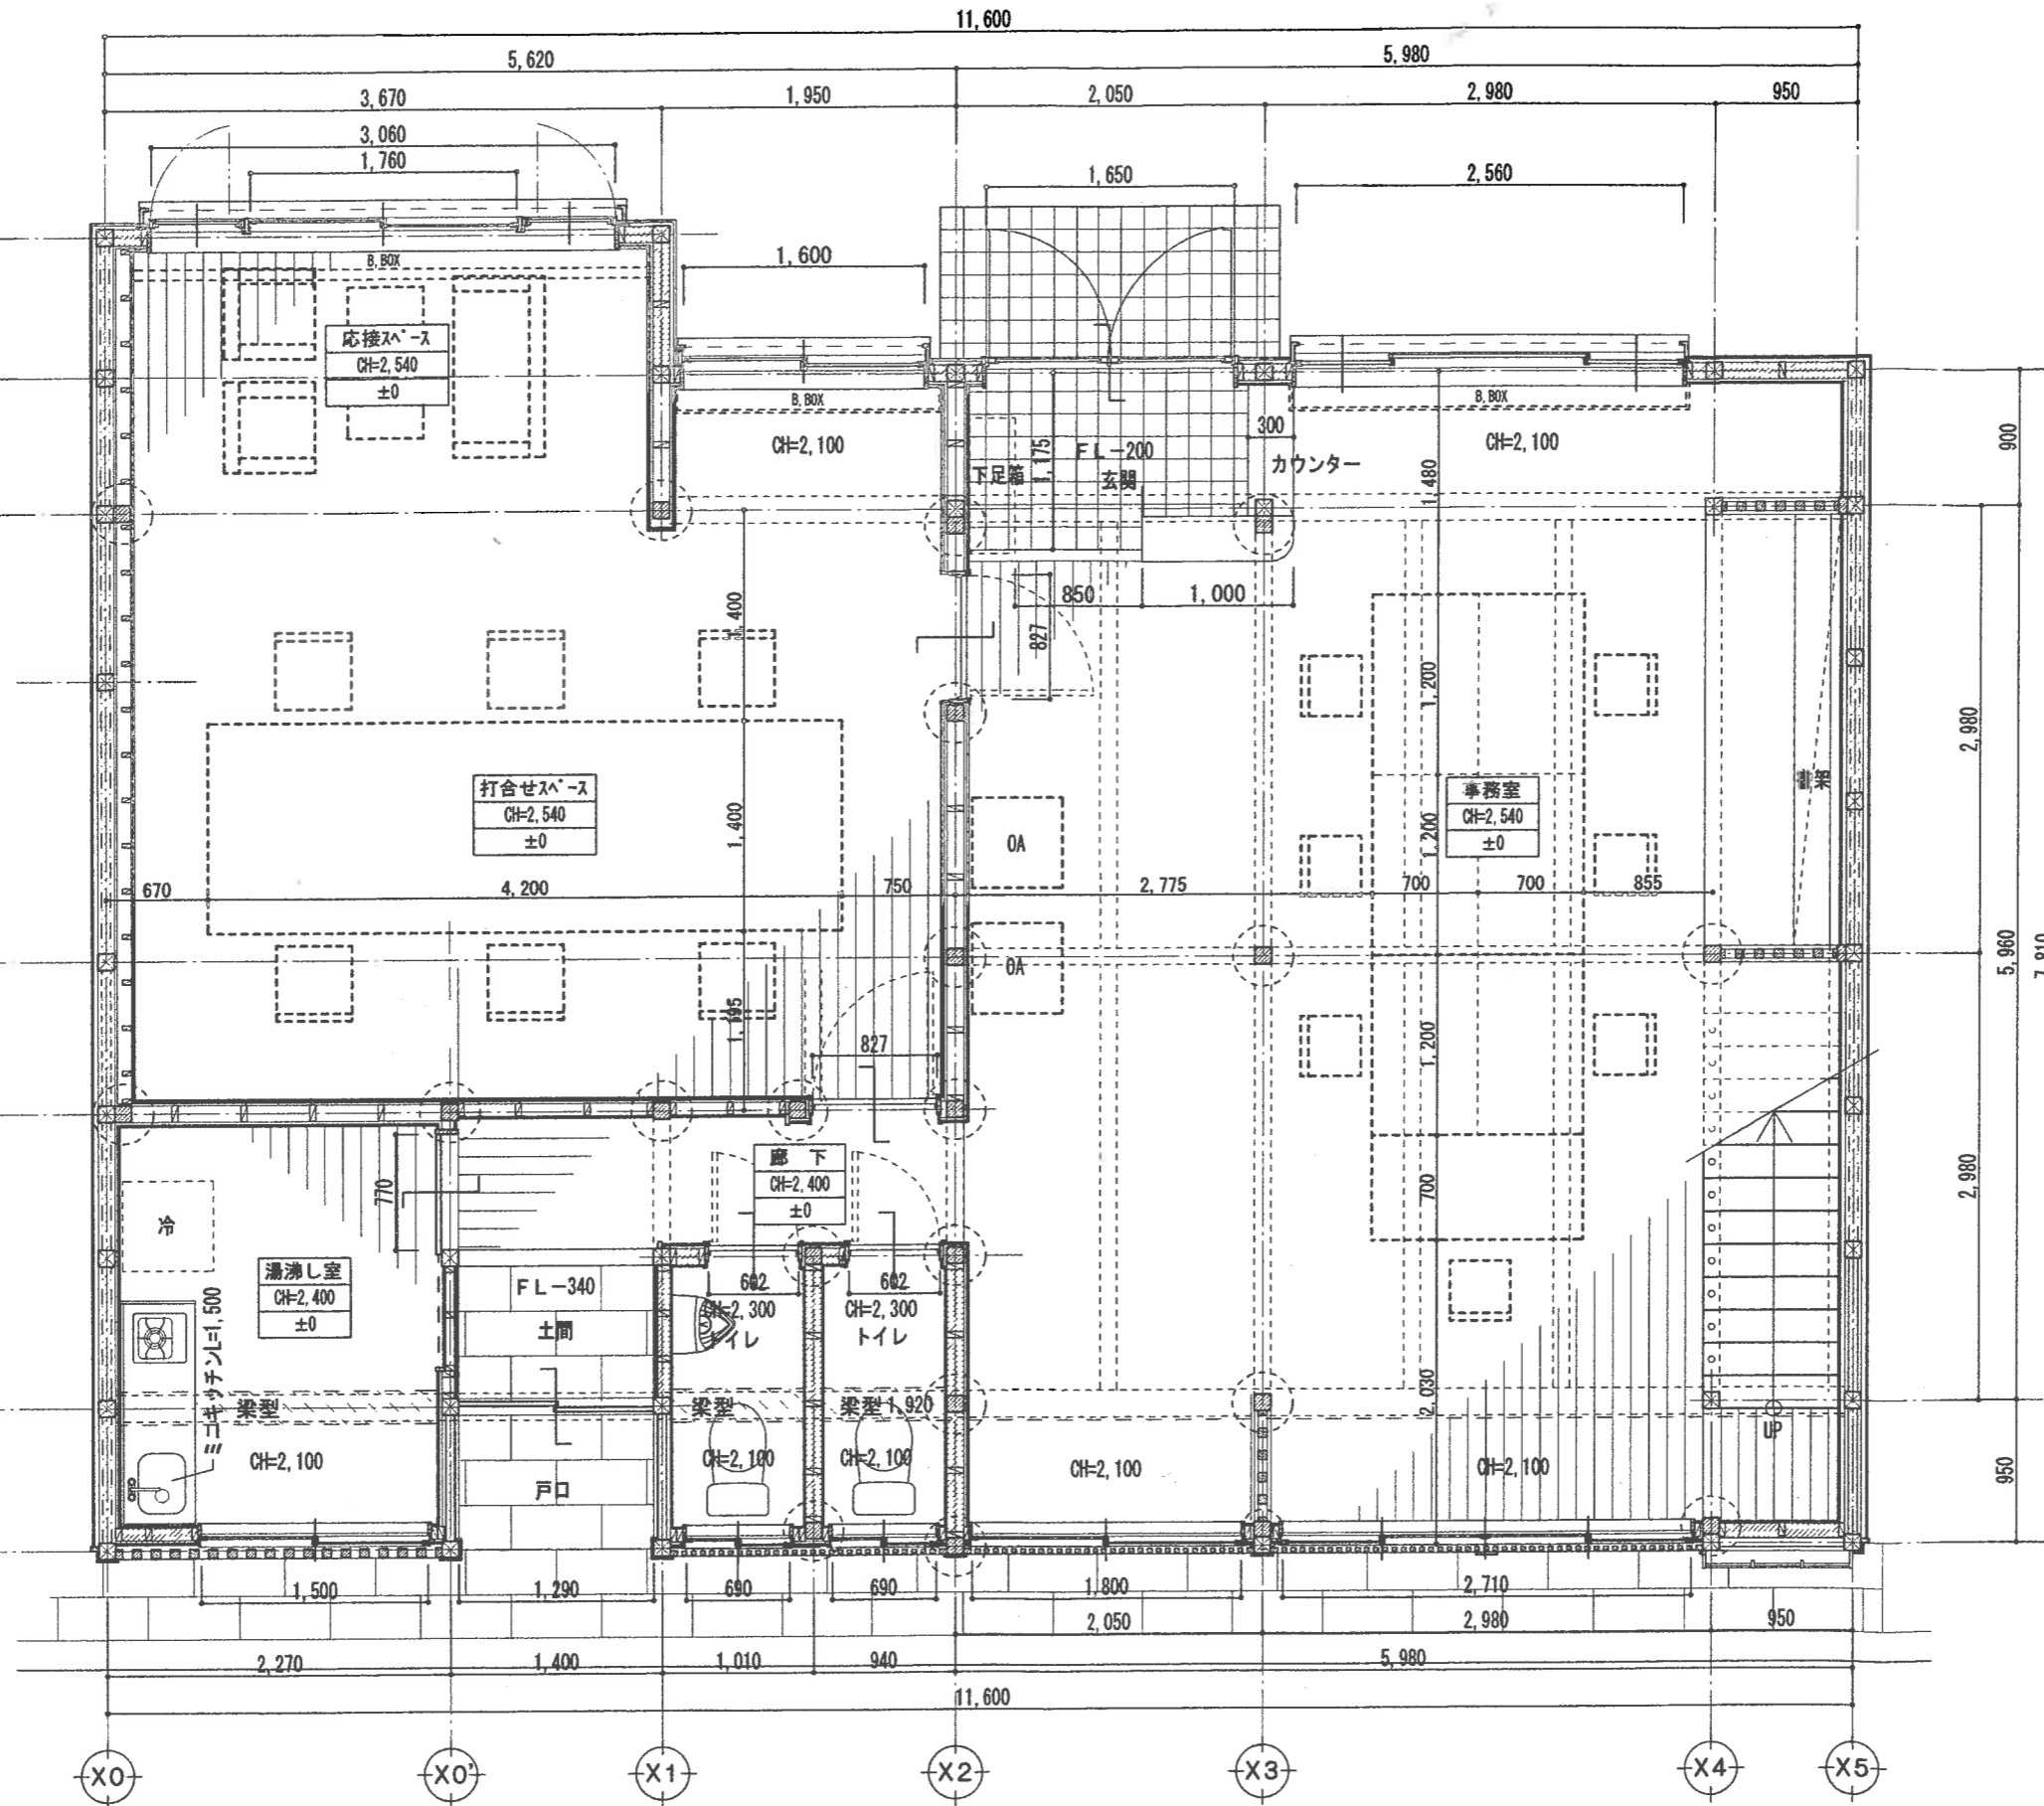 11,600
5,620
5,980
3,670
1,950
2,050
2,980
950
3,060
1,760
1,650
2,560
1,600
B,BOX
応接スペース
CH=2,540
±0
B,BOX
CH=2,100
下足箱
1,175
FL-200
玄関
300
カウンター
B,BOX
CH=2,100
1,480
900
1,400
850
1,000
827
1,200
2,980
打合せスペース
CH=2,540
±0
1,400
OA
事務室
CH=2,540
±0
1,200
書架
670
4,200
750
2,775
700
700
855
5,960
7,810
OA
1,195
827
1,200
廊 下
CH=2,400
±0
770
700
2,980
冷
湯沸し室
CH=2,400
±0
ミニキッチンL=1,500
FL-340
土間
602
CH=2,300
トイレ
602
CH=2,300
トイレ
梁型
梁型
梁型
1,920
2,030
UP
CH=2,100
CH=2,100
CH=2,100
CH=2,100
CH=2,100
戸口
950
1,500
1,290
690
690
1,800
2,710
2,050
2,980
950
2,270
1,400
1,010
940
5,980
11,600
X0
X0'
X1
X2
X3
X4
X5